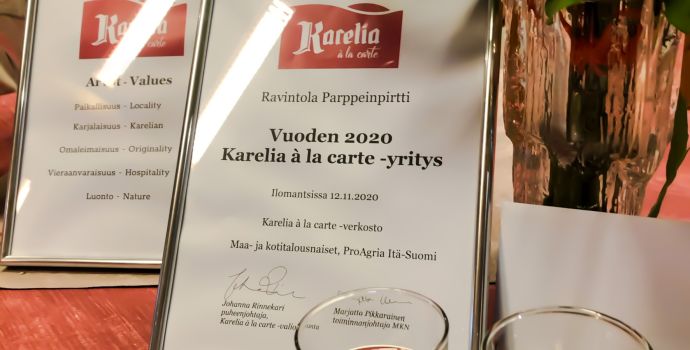 Karelia
à la carte
Arvot - Values
Paikallisuus - Locality
Karjalaisuus - Karelian
Omaleimaisuus - Originality
Vieraanvaraisuus - Hospitality
Luonto - Nature
Karelia
à la carte
Ravintola Parppeinpirtti
Vuoden 2020
Karelia à la carte -yritys
Ilomantsissa 12.11.2020
Karelia à la carte -verkosto
Maa- ja kotitalousnaiset, ProAgria Itä-Suomi
Johanna Rinnekari
puheenjohtaja,
Karelia à la carte
Marjatta Pikkarainen
toiminnanjohtaja MKN